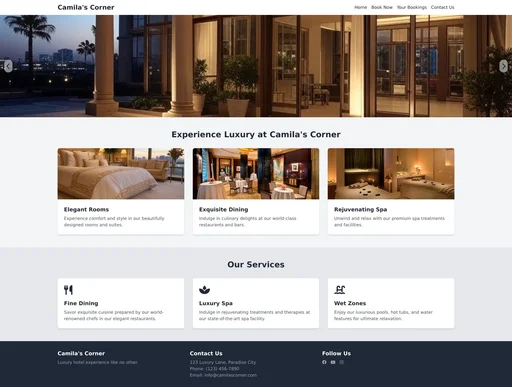 Camila's Corner
Home Book Now Your Bookings Contact Us
Experience Luxury at Camila's Corner
Elegant Rooms
Experience comfort and style in our beautifully
designed rooms and suites.
Exquisite Dining
Indulge in culinary delights at our world-class
restaurants and bars.
Rejuvenating Spa
Unwind and relax with our premium spa treatments
and facilities.
Our Services
Fine Dining
Savor exquisite cuisine prepared by our world-
renowned chefs in our elegant restaurants.
Luxury Spa
Indulge in rejuvenating treatments and therapies at
our state-of-the-art spa facility.
Wet Zones
Enjoy our luxurious pools, hot tubs, and water
features for ultimate relaxation.
Camila's Corner
Luxury hotel experience like no other.
Contact Us
123 Luxury Lane, Paradise City
Phone: (123) 456-7890
Email: info@camilascorner.com
Follow Us